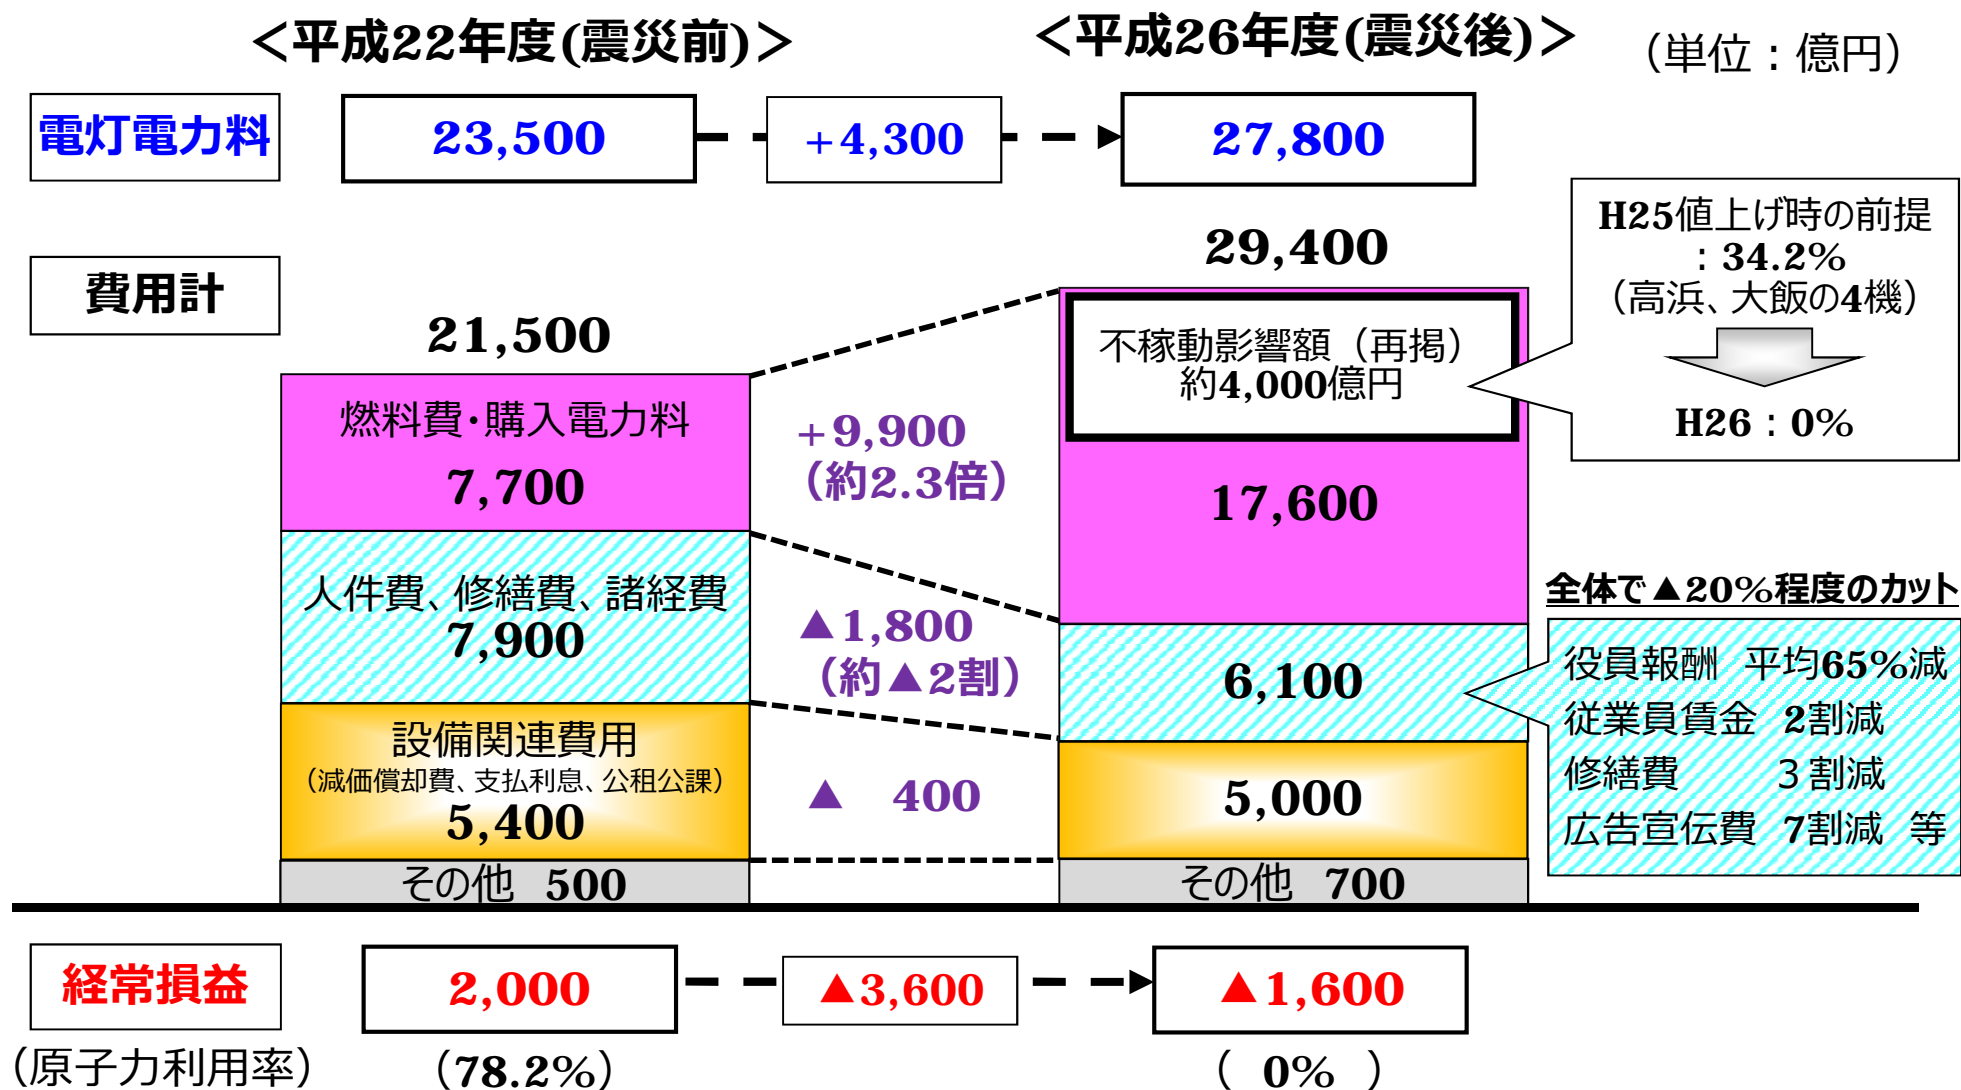 ＜平成22年度(震災前)＞
＜平成26年度(震災後)＞
（単位：億円）
電灯電力料
23,500
+4,300
27,800
費用計
21,500
燃料費・購入電力料
7,700
人件費、修繕費、諸経費
7,900
設備関連費用
（減価償却費、支払利息、公租公課）
5,400
その他 500
+9,900
（約2.3倍）
▲1,800
（約▲2割）
▲ 400
29,400
不稼動影響額（再掲）
約4,000億円
17,600
6,100
5,000
その他 700
H25値上げ時の前提
：34.2%
（高浜、大飯の4機）
H26：0%
全体で▲20%程度のカット
役員報酬 平均65%減
従業員賃金 2割減
修繕費 ３割減
広告宣伝費 7割減 等
経常損益
2,000
▲3,600
▲1,600
（原子力利用率）
（78.2%）
（ 0% ）